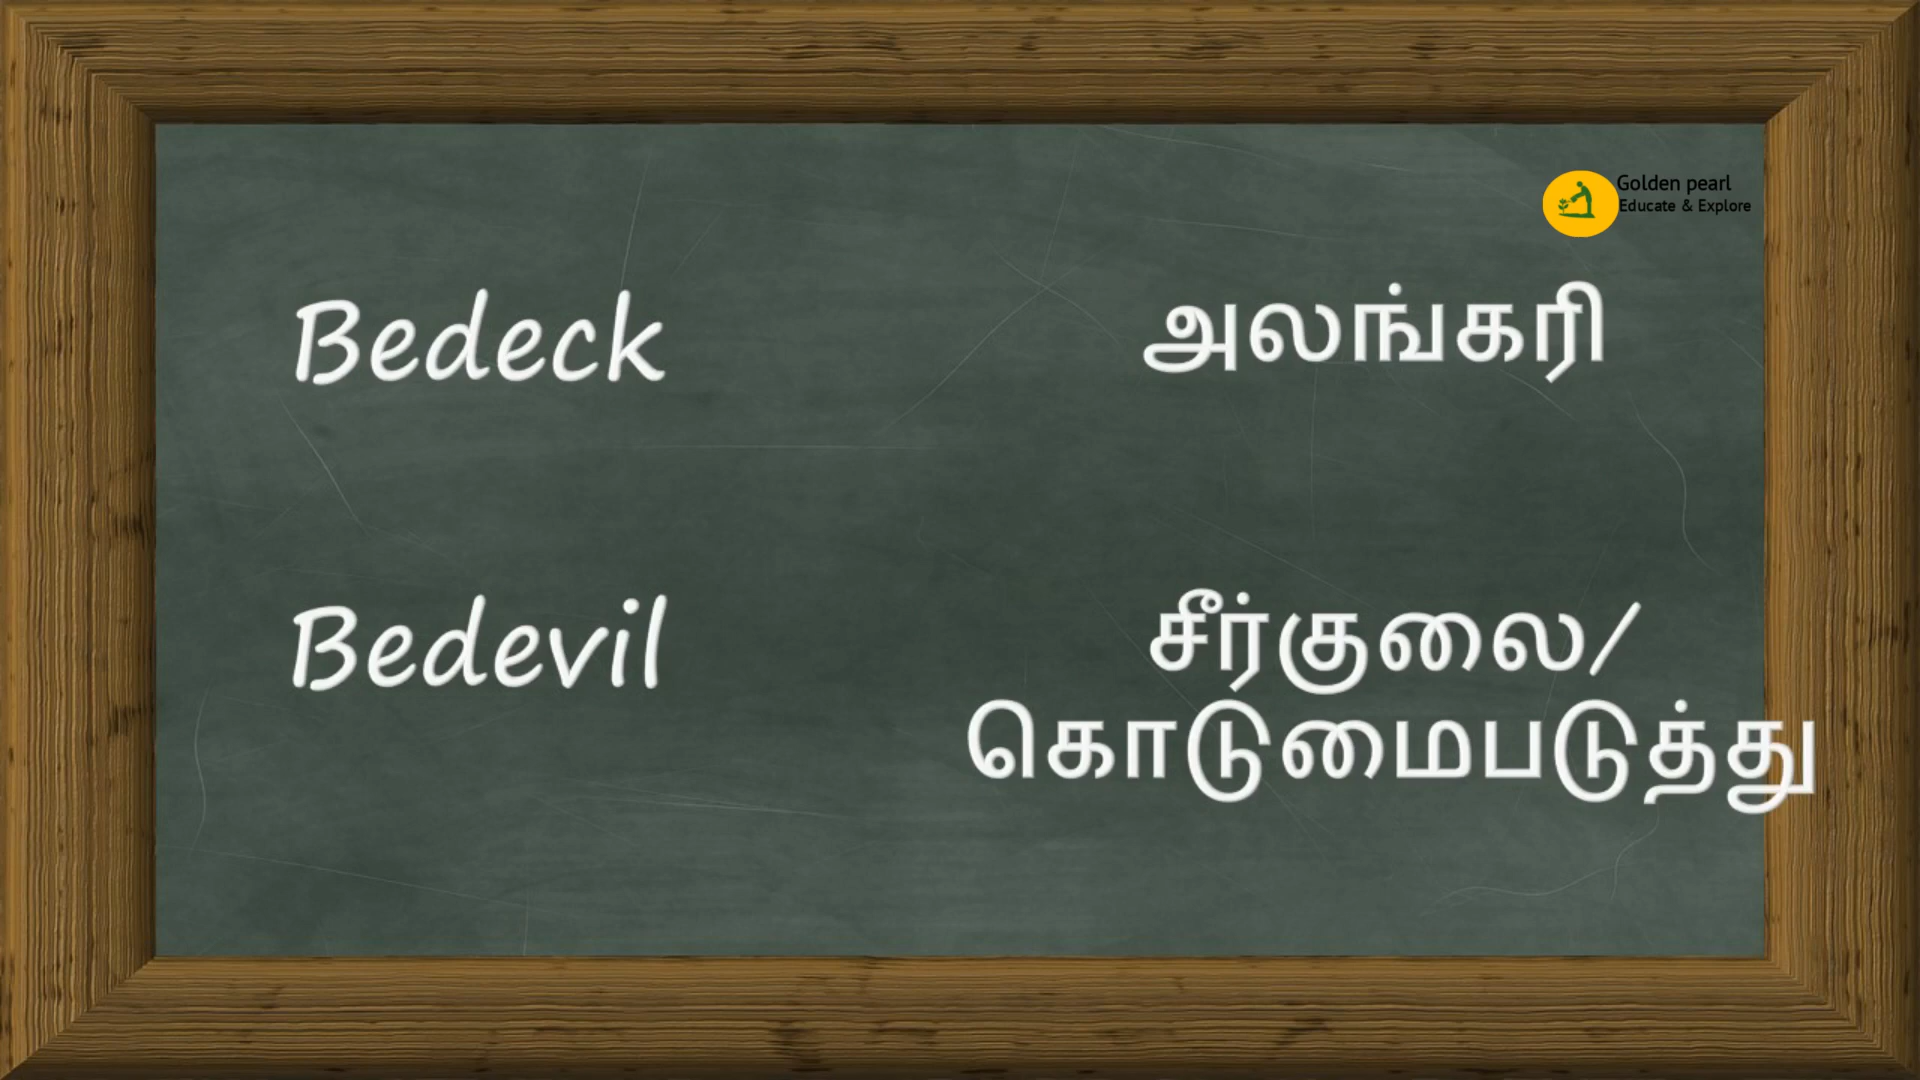 Golden pearl
Educate & Explore
Bedeck
அலங்கரி
Bedevil
சீர்குலை/
கொடுமைபடுத்து